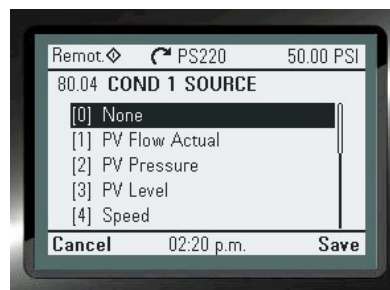 Remot. PS220 50.00 PSI
80.04 COND 1 SOURCE
[0] None
[1] PV Flow Actual
[2] PV Pressure
[3] PV Level
[4] Speed
Cancel 02:20 p.m. Save